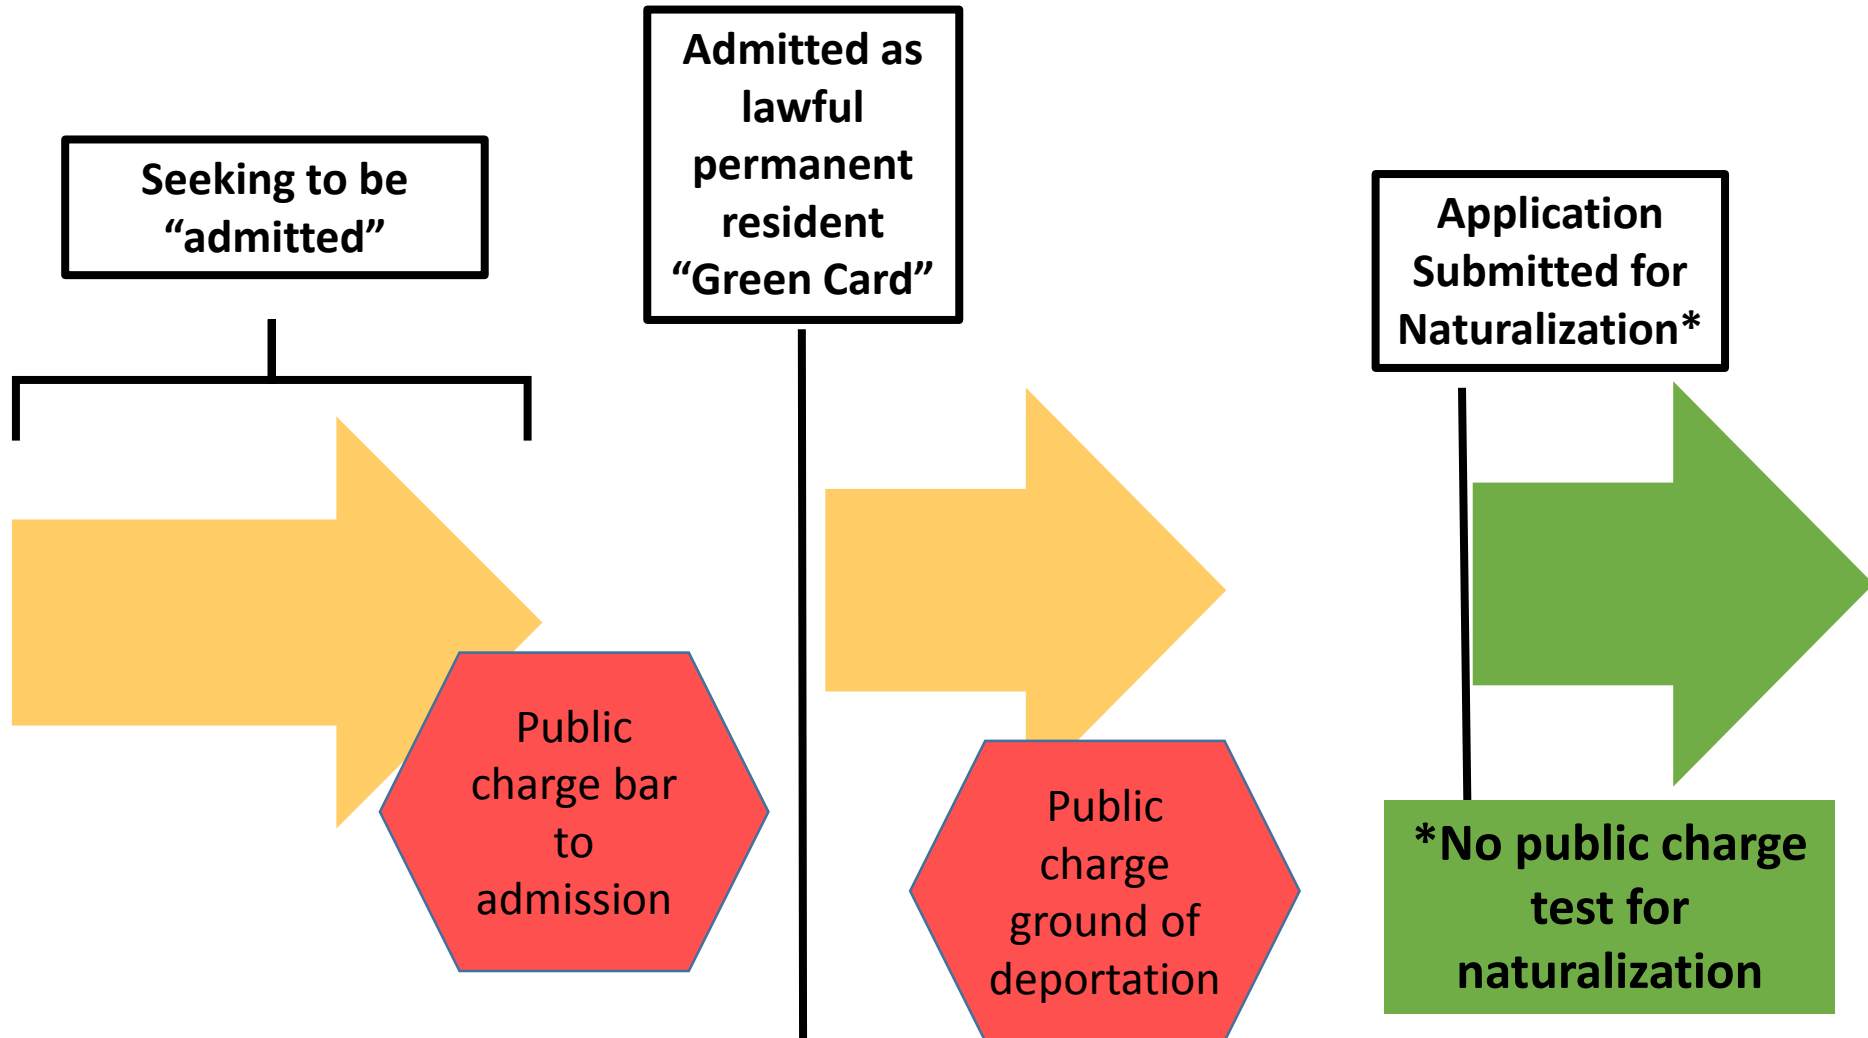 Seeking to be
“admitted”
Admitted as
lawful
permanent
resident
“Green Card”
Application
Submitted for
Naturalization*
Public
charge bar
to
admission
Public
charge
ground of
deportation
*No public charge
test for
naturalization